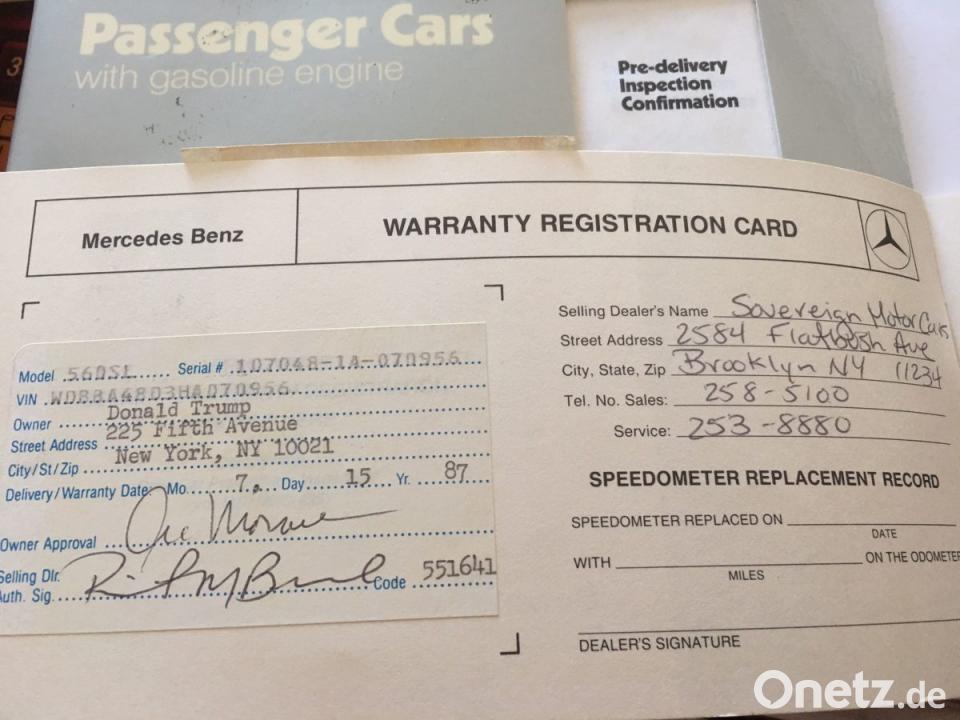 Passenger Cars
with gasoline engine
Pre-delivery
Inspection
Confirmation
Mercedes Benz
WARRANTY REGISTRATION CARD
Model .560SL.... Serial # .107048-1A-070956....
VIN .WDBBA48D3HA070956.......
Owner ....... Donald Trump
Street Address 225 Fifth Avenue
City/St/Zip .... New York, NY 10021
Delivery/Warranty Date: Mo......7.. Day ....15.... Yr. ..87..
Owner Approval
Selling Dlr.
Auth. Sig. Code .551641
Selling Dealer's Name Sovereign Motor Cars
Street Address 2584 Flatbush Ave
City, State, Zip Brooklyn NY 11234
Tel. No. Sales: 258-5100
Service: 253-8880
SPEEDOMETER REPLACEMENT RECORD
SPEEDOMETER REPLACED ON
DATE
WITH ON THE ODOMETE
MILES
DEALER'S SIGNATURE
Onetz.de